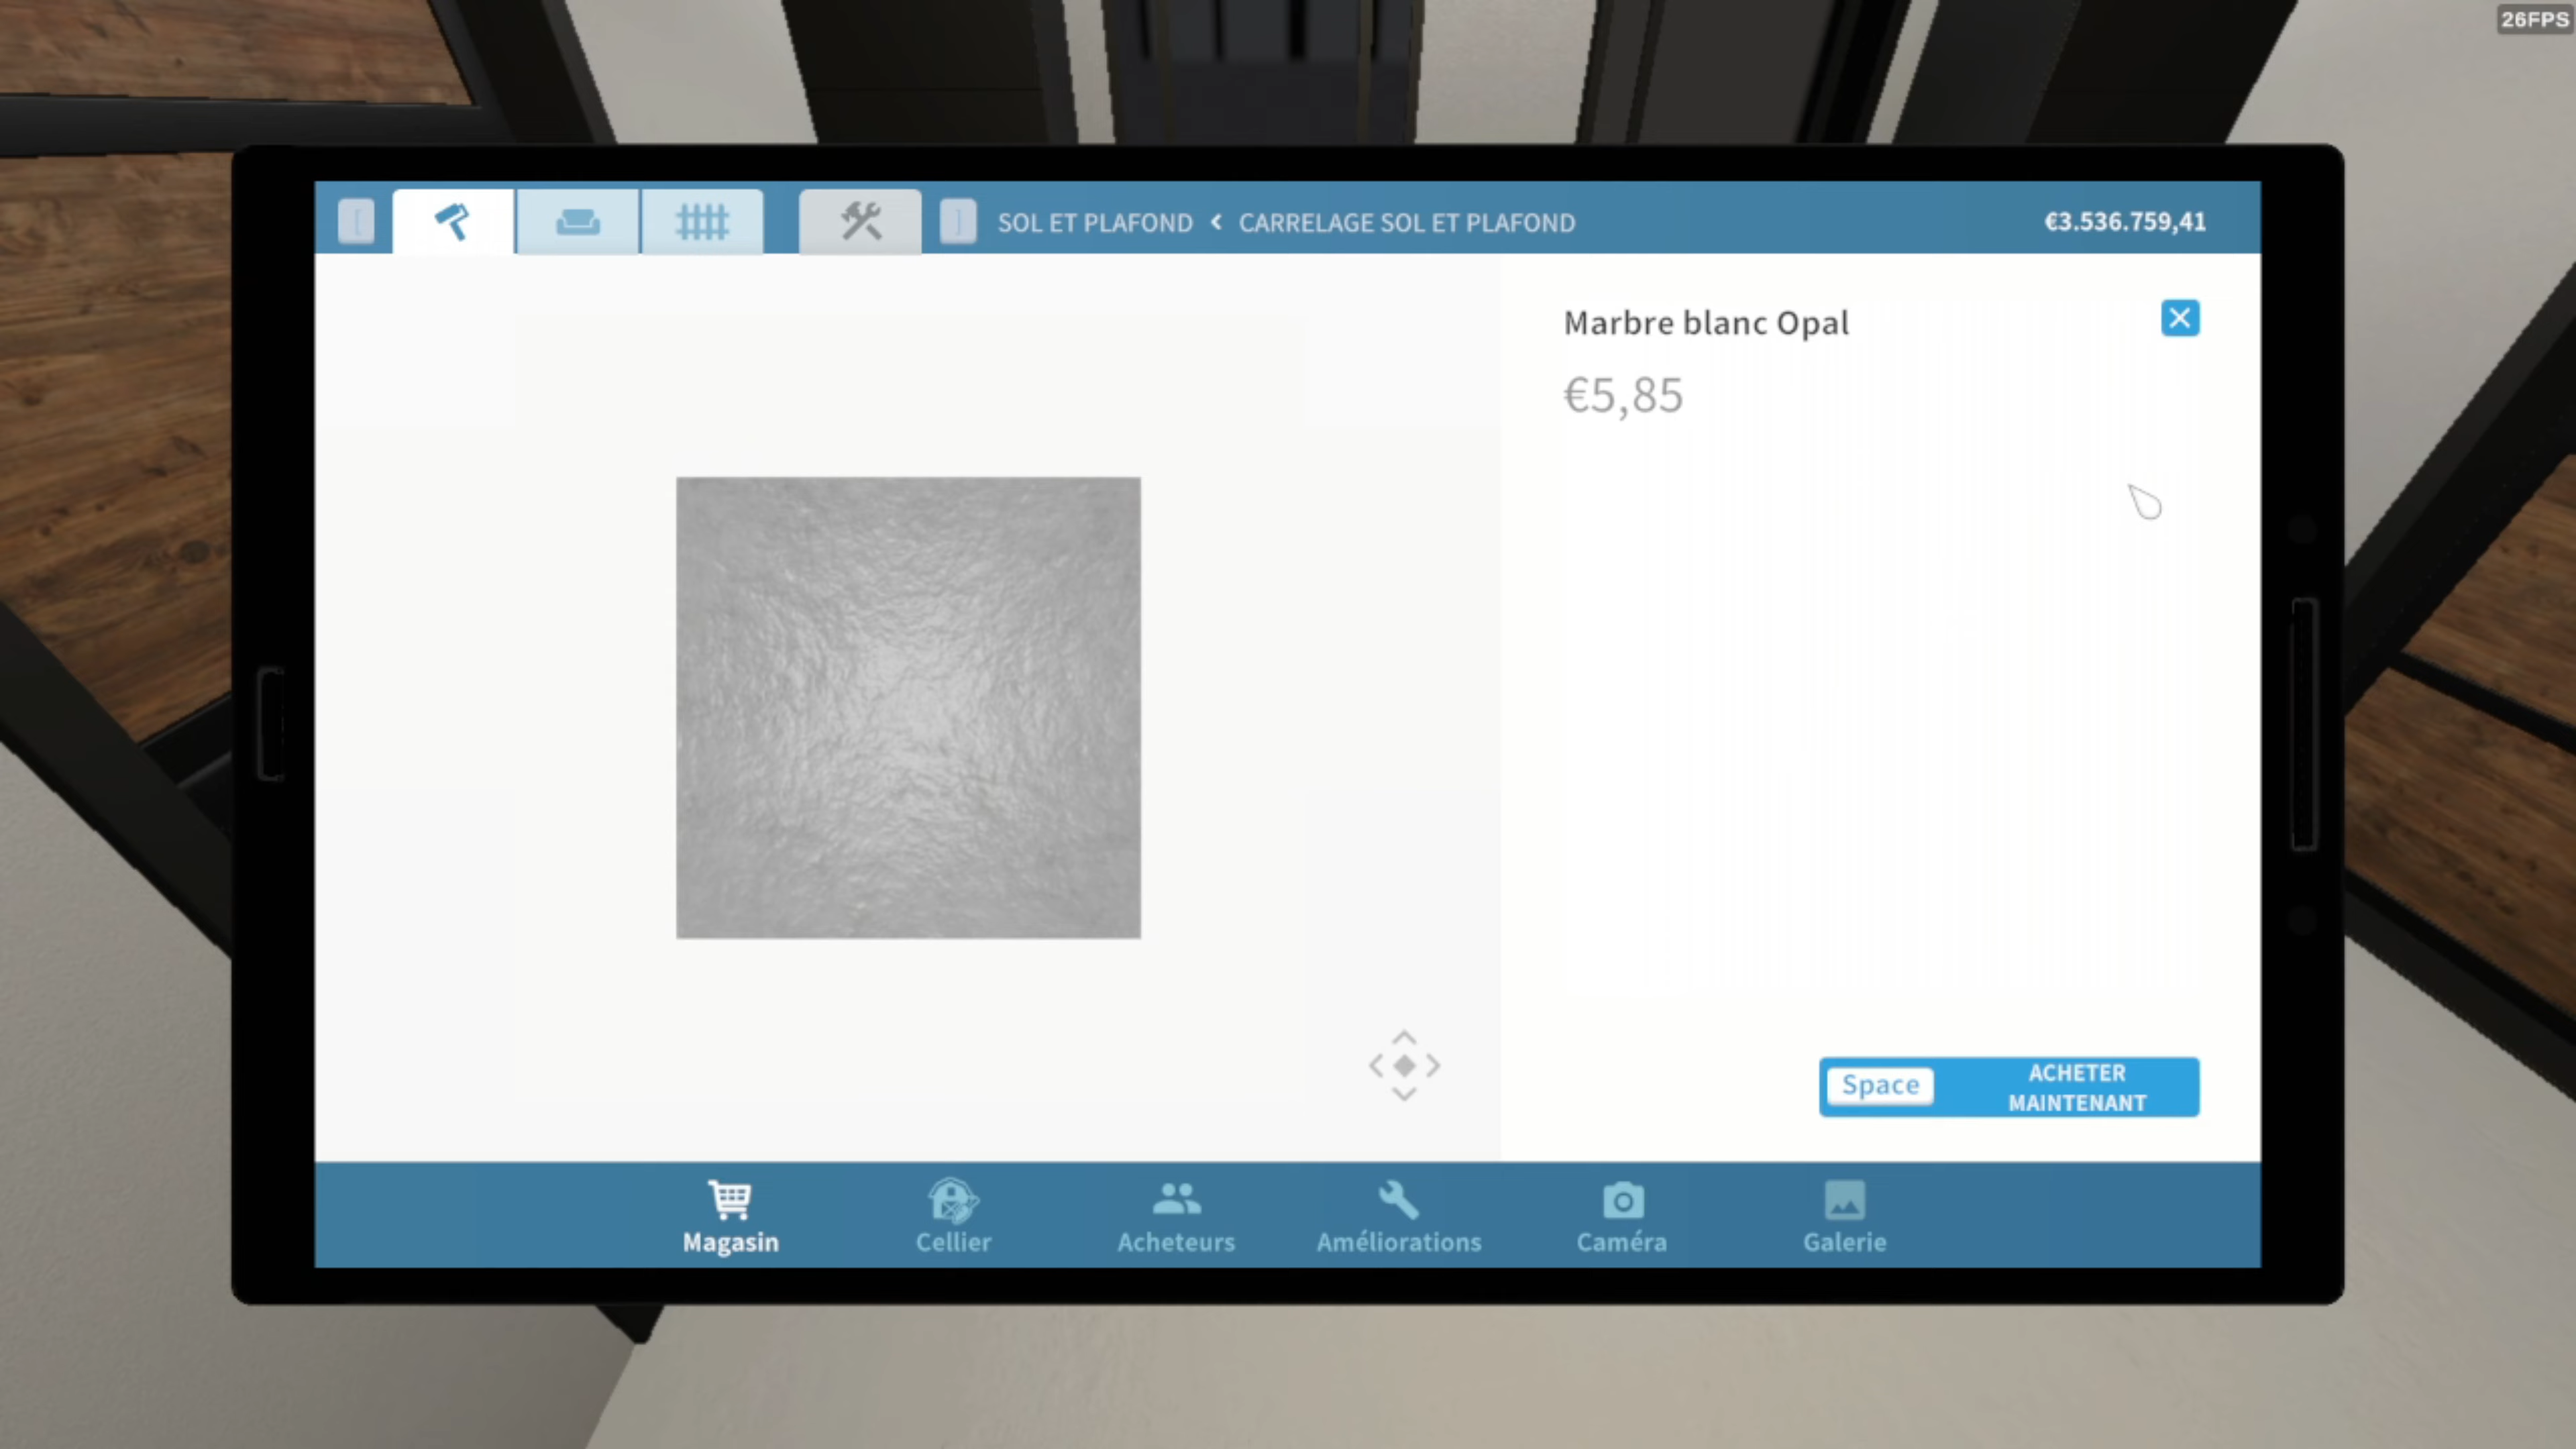 26FPS
[
]
SOL ET PLAFOND < CARRELAGE SOL ET PLAFOND
€3.536.759,41
Marbre blanc Opal
€5,85
Space
ACHETER
MAINTENANT
Magasin
Cellier
Acheteurs
Améliorations
Caméra
Galerie